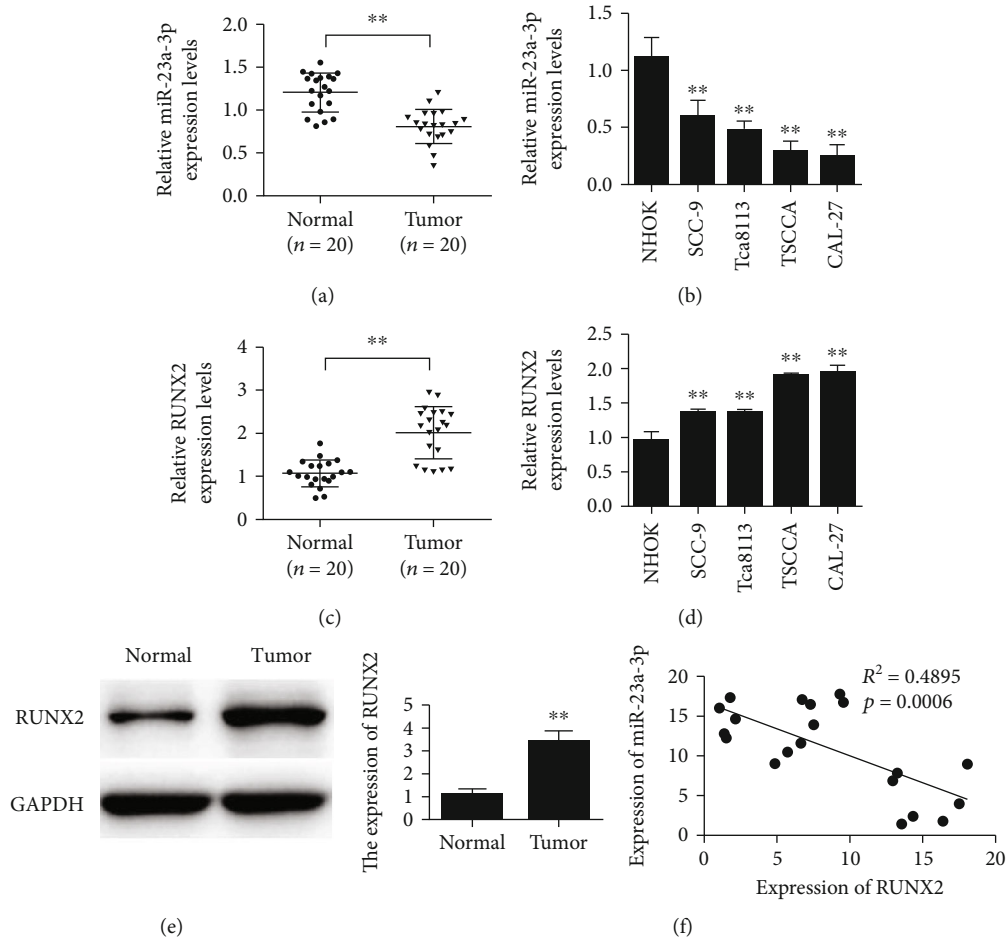 Relative miR-23a-3p
expression levels
2.0
1.5
1.0
0.5
0.0
**
Normal
(n = 20)
Tumor
(n = 20)
(a)
Relative miR-23a-3p
expression levels
1.5
1.0
0.5
0.0
**
**
**
**
NHOK
SCC-9
Tca8113
TSCCA
CAL-27
(b)
Relative RUNX2
expression levels
4
3
2
1
0
**
Normal
(n = 20)
Tumor
(n = 20)
(c)
Relative RUNX2
expression levels
2.5
2.0
1.5
1.0
0.5
0.0
**
**
**
**
NHOK
SCC-9
Tca8113
TSCCA
CAL-27
(d)
Normal
Tumor
RUNX2
GAPDH
The expression of RUNX2
5
4
3
2
1
0
**
Normal
Tumor
(e)
Expression of miR-23a-3p
20
15
10
5
0
R² = 0.4895
p = 0.0006
0
5
10
15
20
Expression of RUNX2
(f)